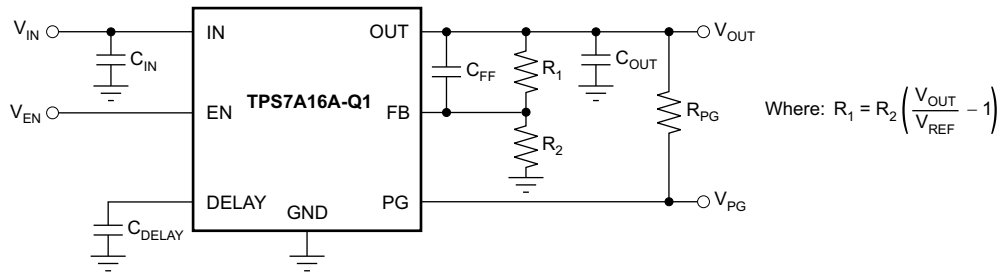 V_IN IN OUT V_OUT
C_IN C_FF R_1 C_OUT
TPS7A16A-Q1
V_EN EN FB R_PG Where: R_1 = R_2 (V_OUT / V_REF − 1)
R_2
DELAY GND PG V_PG
C_DELAY